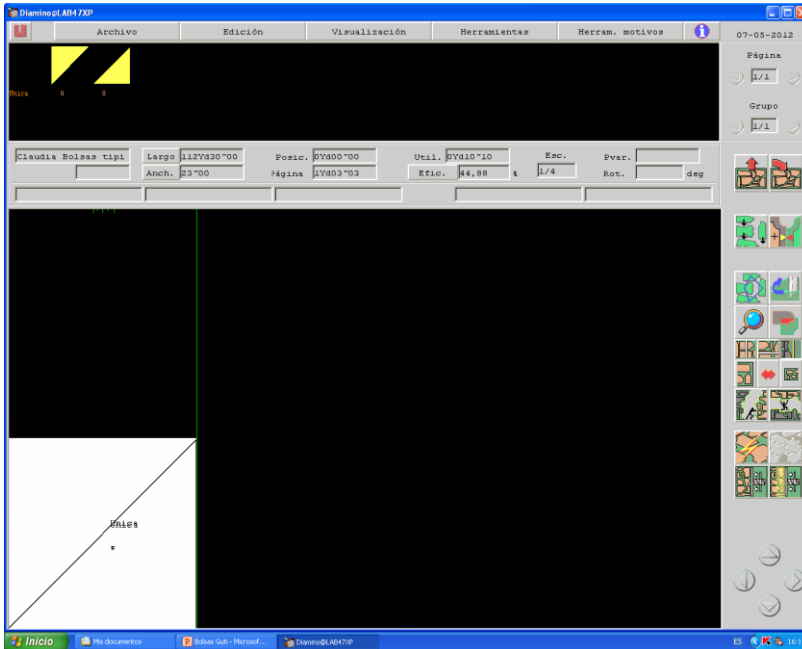 Diamino@LAB47XP
Archivo Edición Visualización Herramientas Herram. motivos 07-05-2012
Página
1/1
Grupo
1/1
Unica 0 0
Claudia Bolsas tipi Largo 112Yd30"00 Posic. 0Yd00"00 Util. 0Yd10"10 Esc. Pvar.
Anch. 23"00 Página 1Yd03"03 Efic. 44,88 % 1/4 Rot. deg
Unica
Inicio Mis documentos Bolsas Guti - Microsof... Diamino@LAB47XP ES